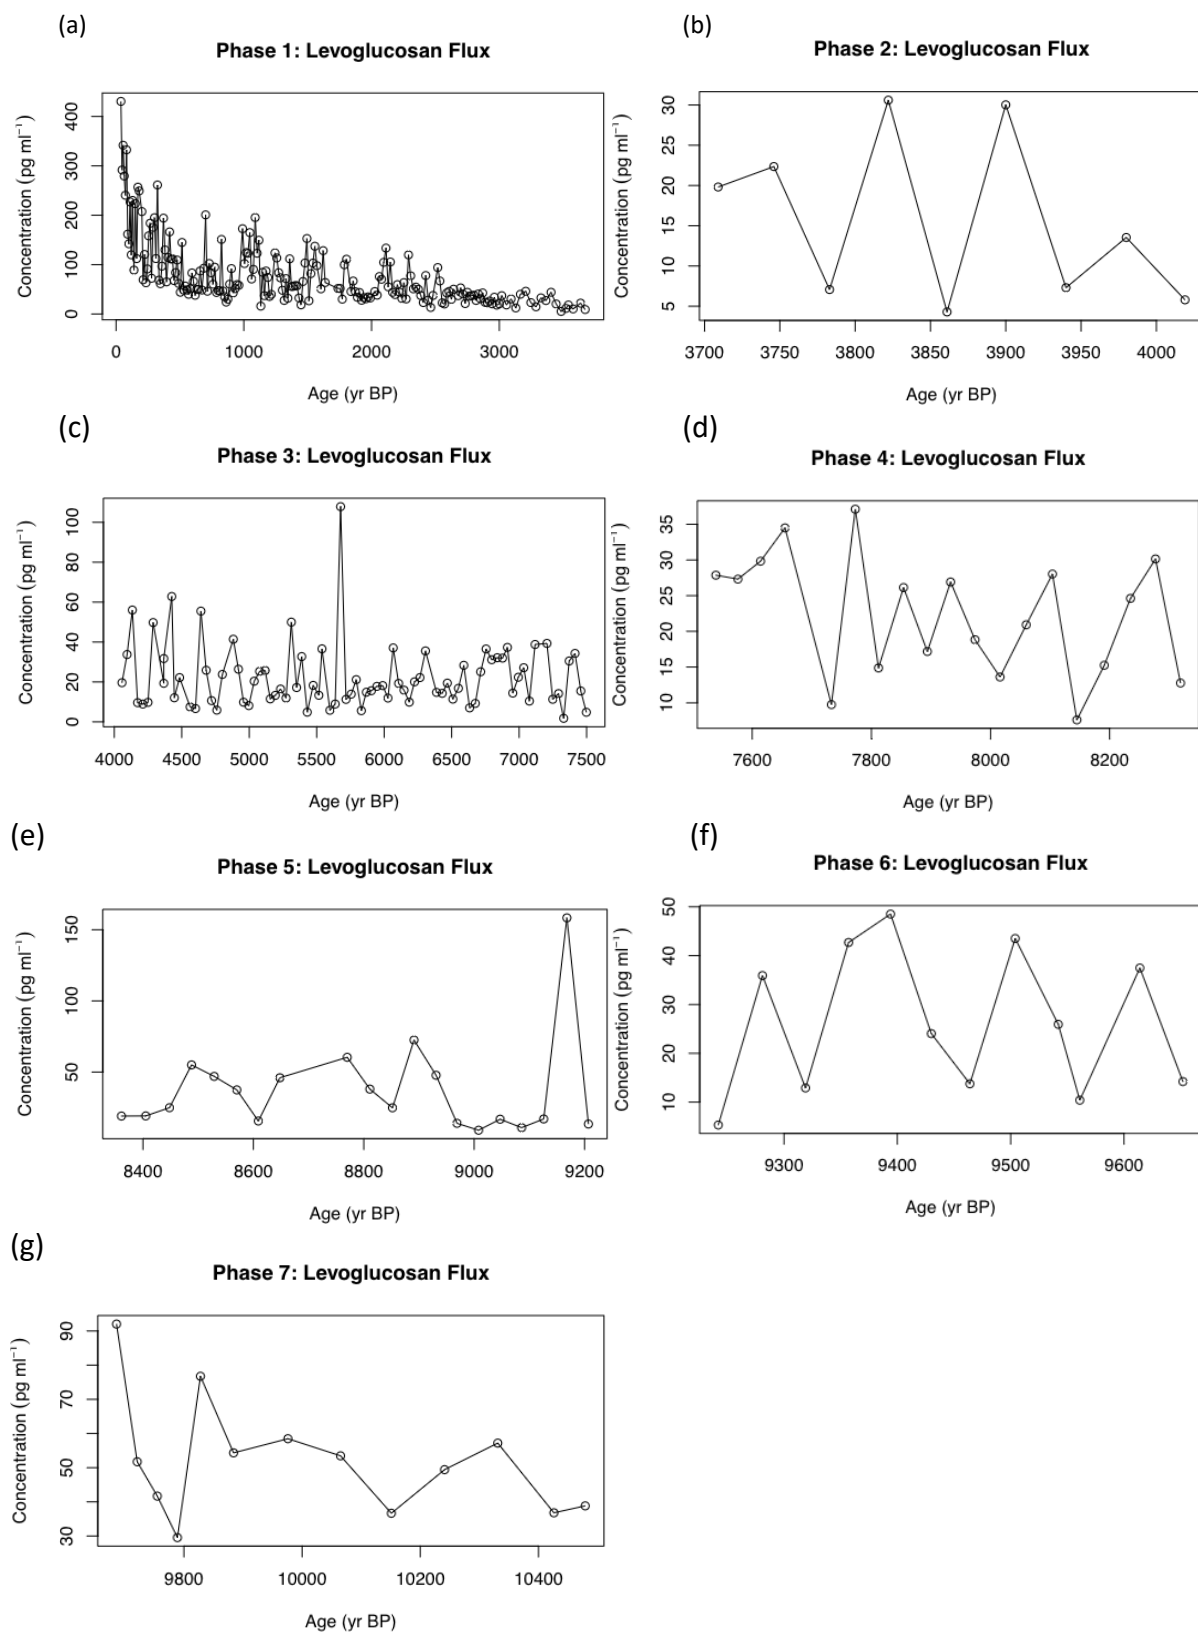 (a)
Phase 1: Levoglucosan Flux
Concentration (pg ml⁻¹)
400
300
200
100
0
0 1000 2000 3000
Age (yr BP)
(b)
Phase 2: Levoglucosan Flux
Concentration (pg ml⁻¹)
30
25
20
15
10
5
3700 3750 3800 3850 3900 3950 4000
Age (yr BP)
(c)
Phase 3: Levoglucosan Flux
Concentration (pg ml⁻¹)
100
80
60
40
20
0
4000 4500 5000 5500 6000 6500 7000 7500
Age (yr BP)
(d)
Phase 4: Levoglucosan Flux
Concentration (pg ml⁻¹)
35
30
25
20
15
10
7600 7800 8000 8200
Age (yr BP)
(e)
Phase 5: Levoglucosan Flux
Concentration (pg ml⁻¹)
150
100
50
8400 8600 8800 9000 9200
Age (yr BP)
(f)
Phase 6: Levoglucosan Flux
Concentration (pg ml⁻¹)
50
40
30
20
10
9300 9400 9500 9600
Age (yr BP)
(g)
Phase 7: Levoglucosan Flux
Concentration (pg ml⁻¹)
90
70
50
30
9800 10000 10200 10400
Age (yr BP)